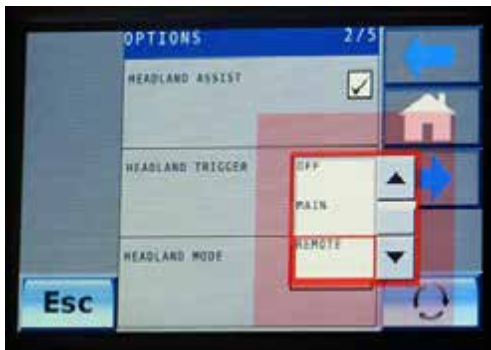 OPTIONS 2/5
HEADLAND ASSIST
HEADLAND TRIGGER
OFF
MAIN
REMOTE
HEADLAND MODE
Esc